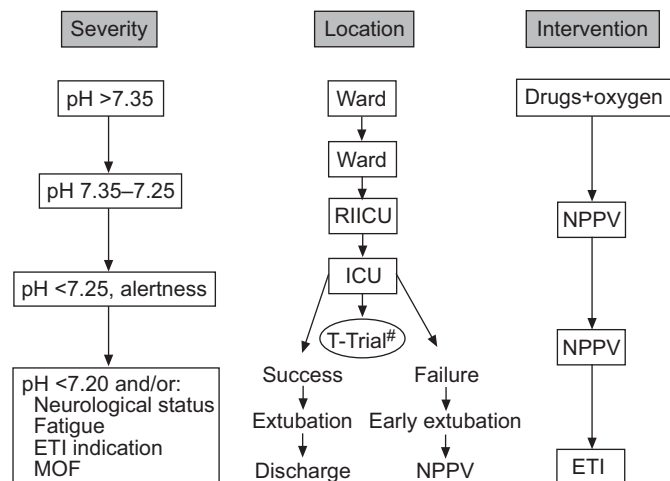 Severity
Location
Intervention
pH >7.35
Ward
Drugs+oxygen
Ward
pH 7.35–7.25
RIICU
NPPV
pH <7.25, alertness
ICU
T-Trial#
NPPV
pH <7.20 and/or:
Neurological status
Fatigue
ETI indication
MOF
Success
Failure
Extubation
Early extubation
Discharge
NPPV
ETI